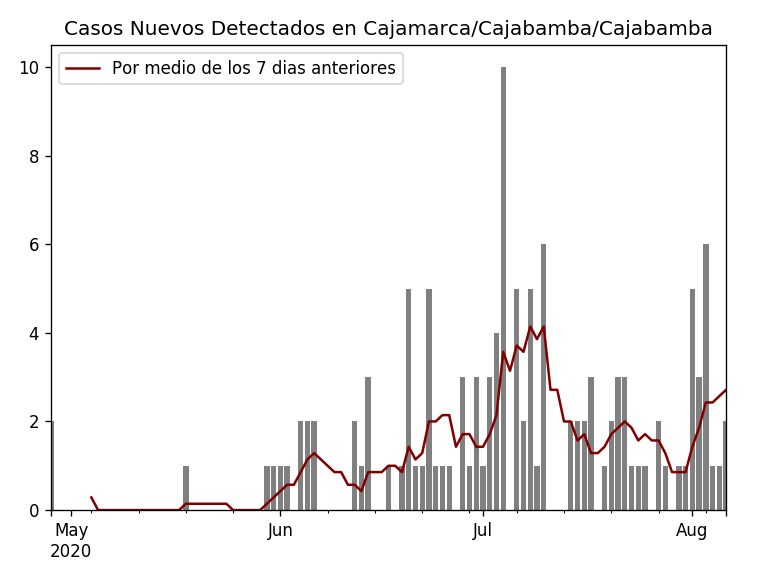 Casos Nuevos Detectados en Cajamarca/Cajabamba/Cajabamba
Por medio de los 7 dias anteriores
10
8
6
4
2
0
May Jun Jul Aug
2020